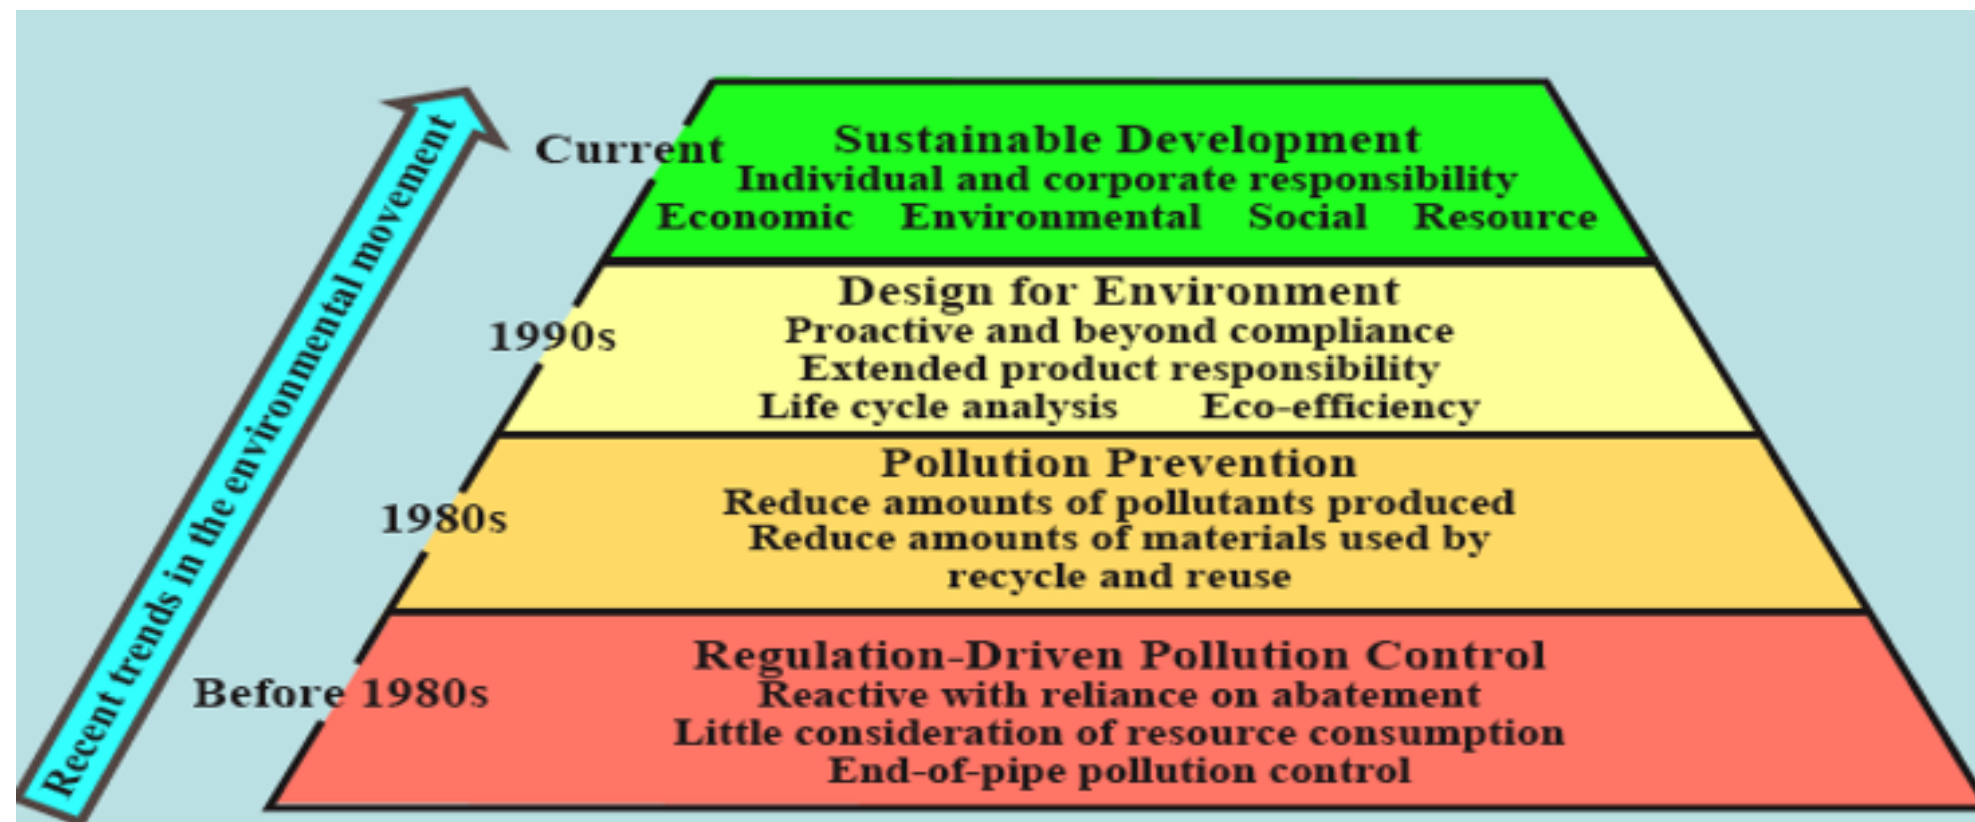 Recent trends in the environmental movement
Current
Sustainable Development
Individual and corporate responsibility
Economic Environmental Social Resource
1990s
Design for Environment
Proactive and beyond compliance
Extended product responsibility
Life cycle analysis Eco-efficiency
1980s
Pollution Prevention
Reduce amounts of pollutants produced
Reduce amounts of materials used by
recycle and reuse
Before 1980s
Regulation-Driven Pollution Control
Reactive with reliance on abatement
Little consideration of resource consumption
End-of-pipe pollution control